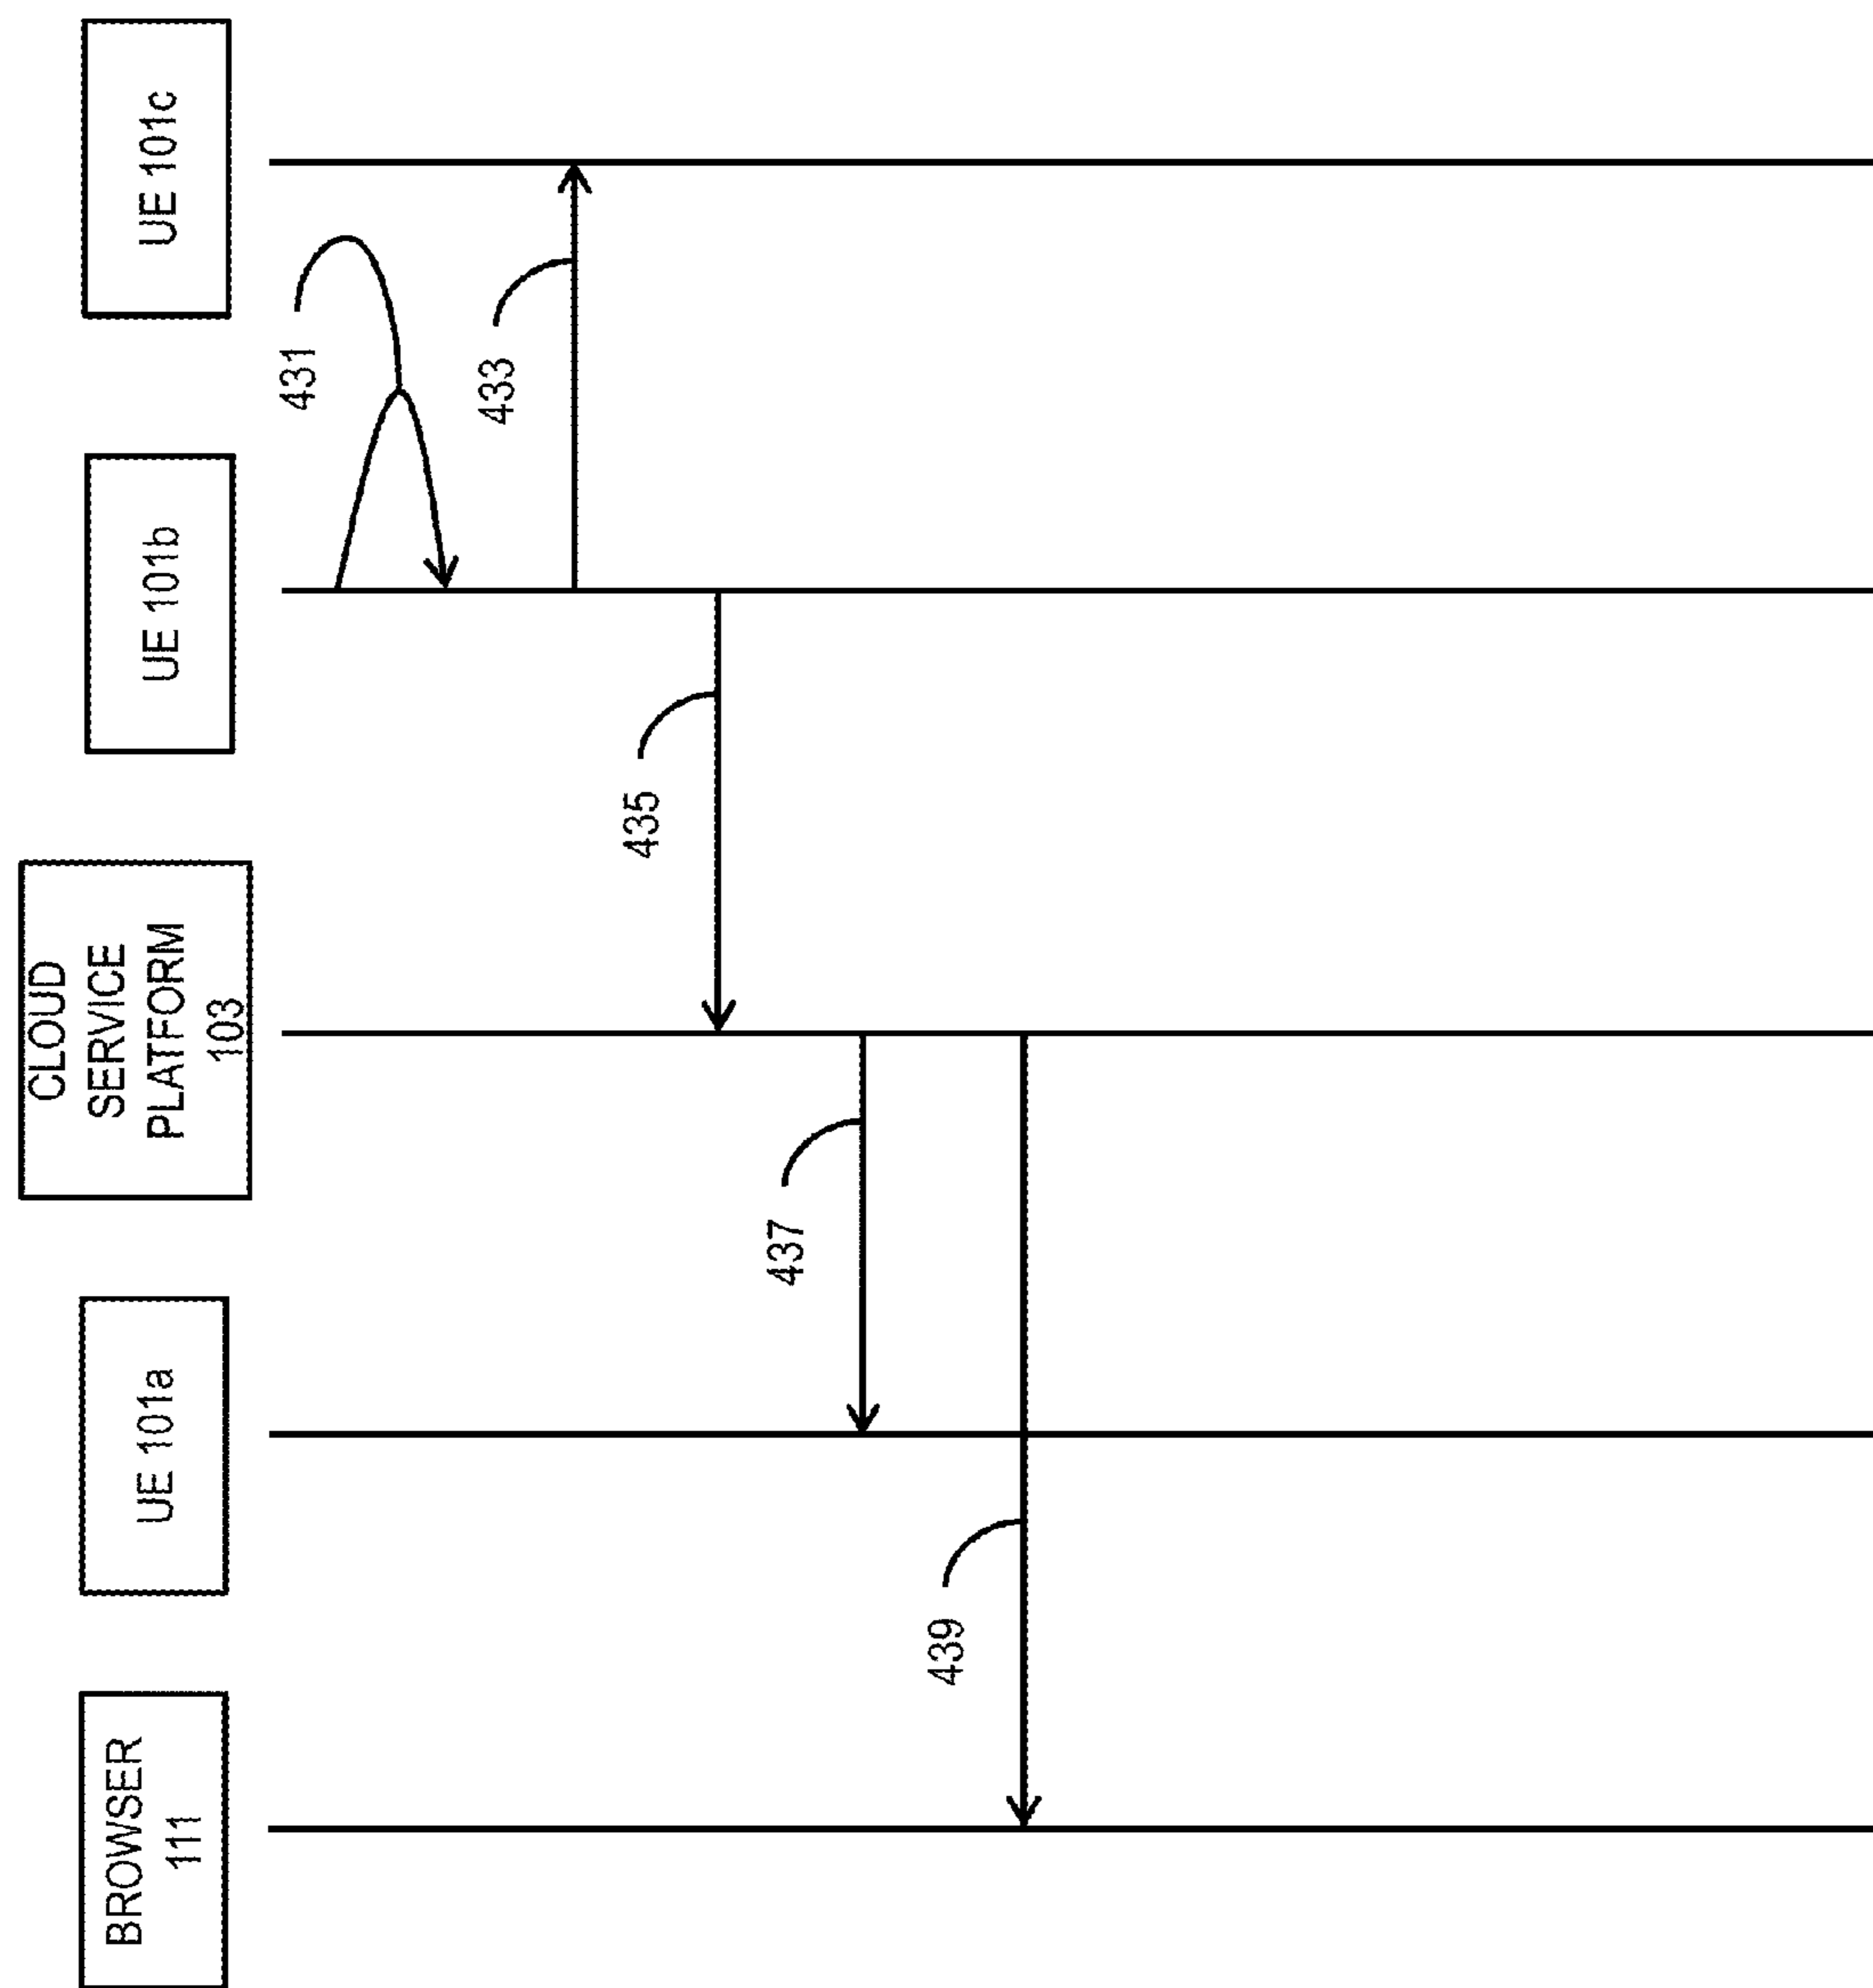 BROWSER
111
UE 101a
CLOUD
SERVICE
PLATFORM
103
UE 101b
UE 101c
431
433
435
437
439